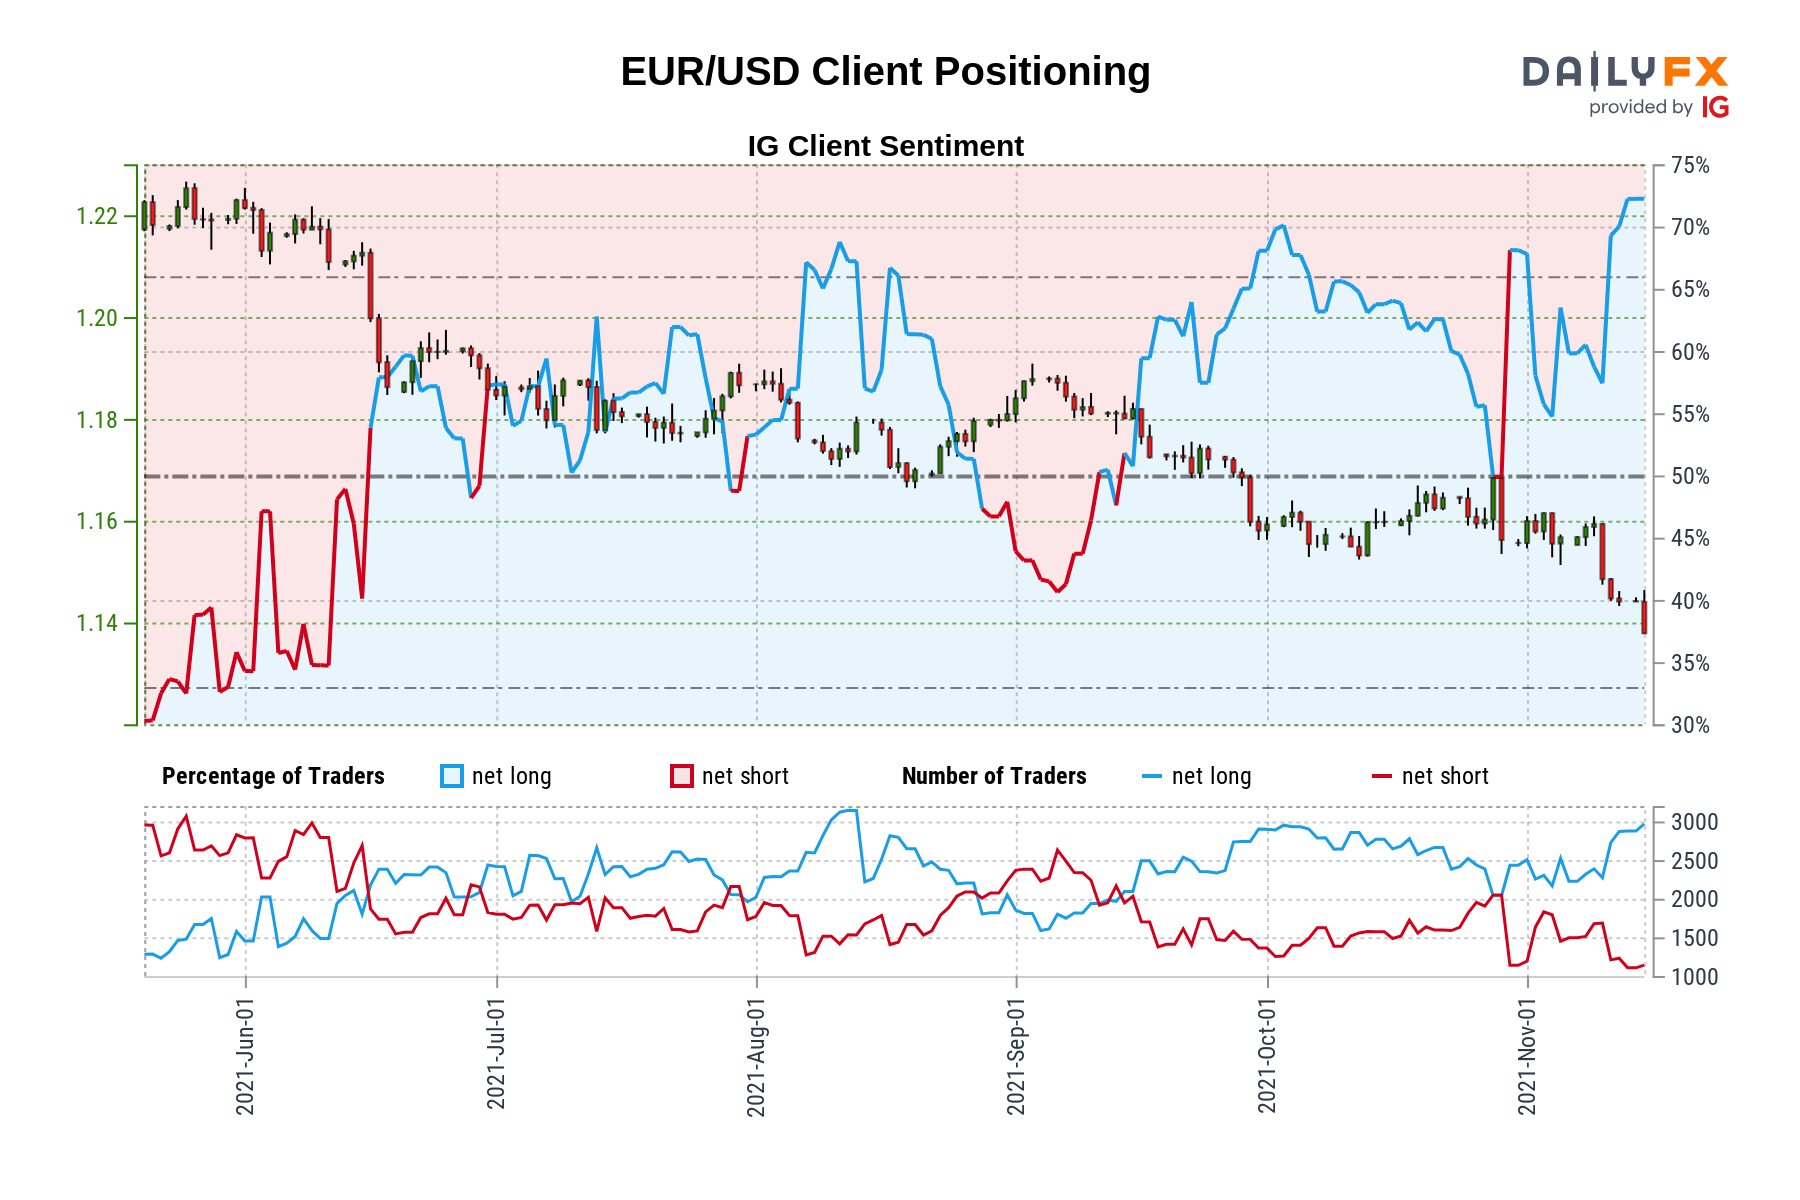 EUR/USD Client Positioning
DAILYFX
provided by IG
IG Client Sentiment
1.22
1.20
1.18
1.16
1.14
75%
70%
65%
60%
55%
50%
45%
40%
35%
30%
Percentage of Traders net long net short Number of Traders net long net short
3000
2500
2000
1500
1000
2021-Jun-01
2021-Jul-01
2021-Aug-01
2021-Sep-01
2021-Oct-01
2021-Nov-01